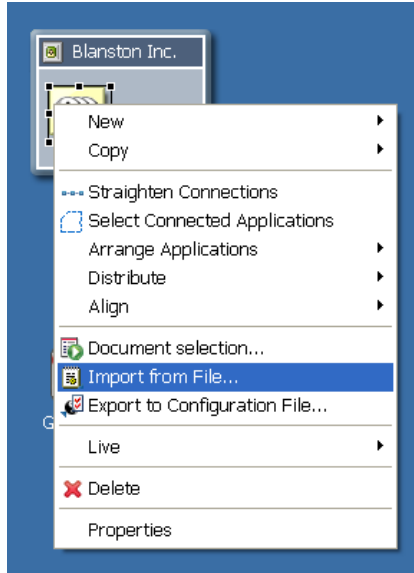 Blanston Inc.
New
Copy
Straighten Connections
Select Connected Applications
Arrange Applications
Distribute
Align
Document selection...
Import from File...
Export to Configuration File...
G
Live
Delete
Properties